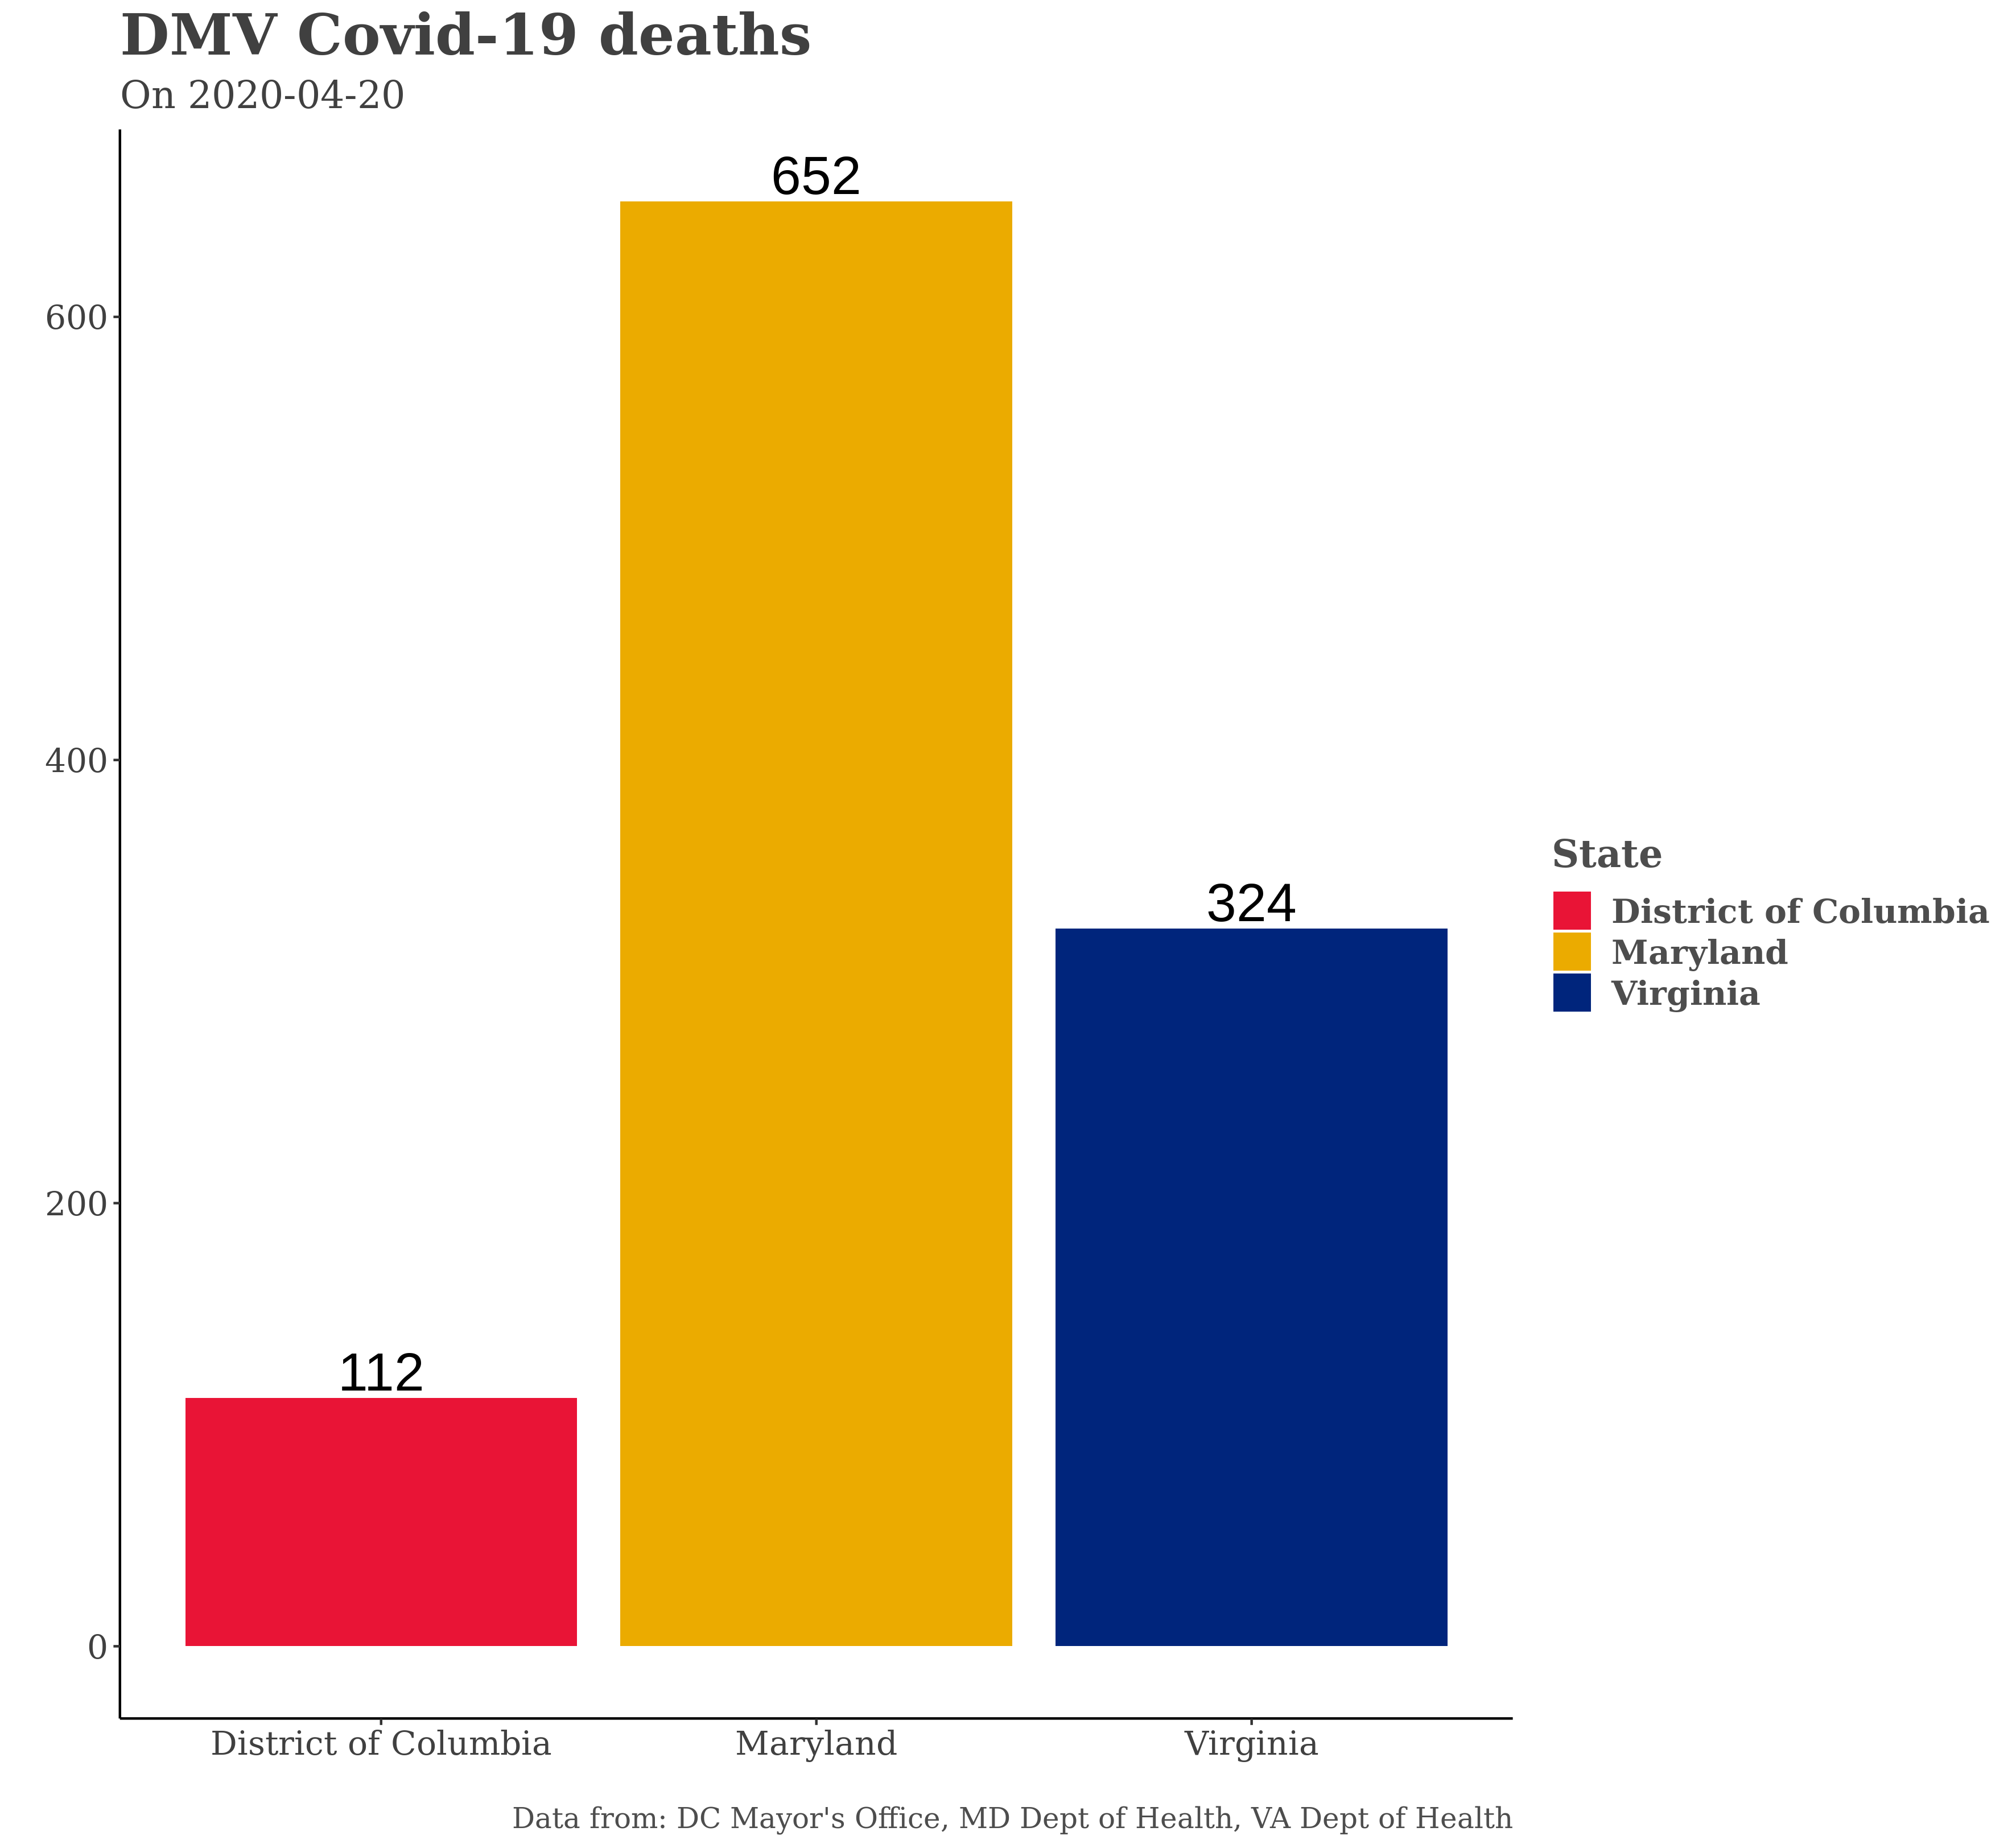 DMV Covid-19 deaths
On 2020-04-20
652
600
400
324
200
112
0
State
District of Columbia
Maryland
Virginia
District of Columbia Maryland Virginia
Data from: DC Mayor's Office, MD Dept of Health, VA Dept of Health